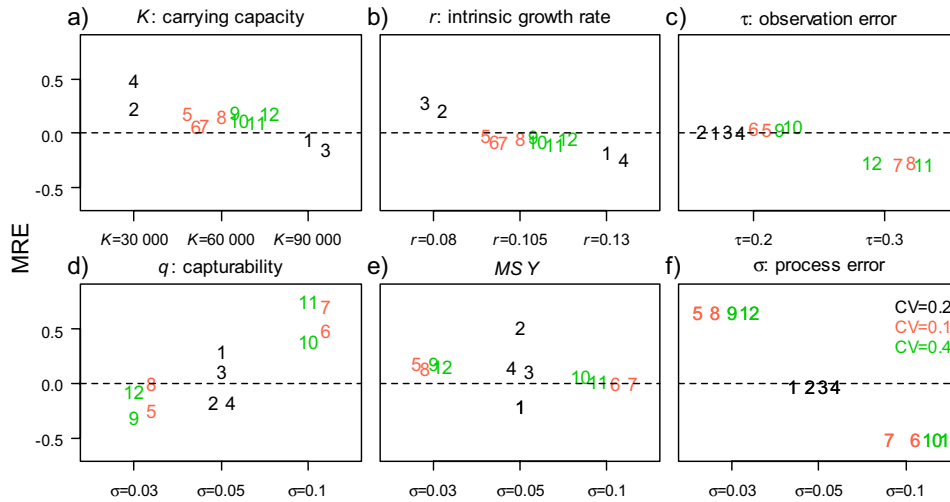 a) K: carrying capacity
b) r: intrinsic growth rate
c) τ: observation error
0.5
0.0
-0.5
4
2
5
6
7
8
9
10
11
12
1
3
3
2
5
6
7
8
9
10
11
12
1
4
2
1
3
4
6
5
9
10
12
7
8
11
K=30 000
K=60 000
K=90 000
r=0.08
r=0.105
r=0.13
τ=0.2
τ=0.3
MRE
d) q: capturability
e) MSY
f) σ: process error
0.5
0.0
-0.5
12
8
9
5
1
3
2
4
11
7
6
10
5
8
9
12
2
4
3
1
10
11
6
7
5
8
9
12
CV=0.2
CV=0.1
CV=0.4
1
2
3
4
7
6
10
1
σ=0.03
σ=0.05
σ=0.1
σ=0.03
σ=0.05
σ=0.1
σ=0.03
σ=0.05
σ=0.1